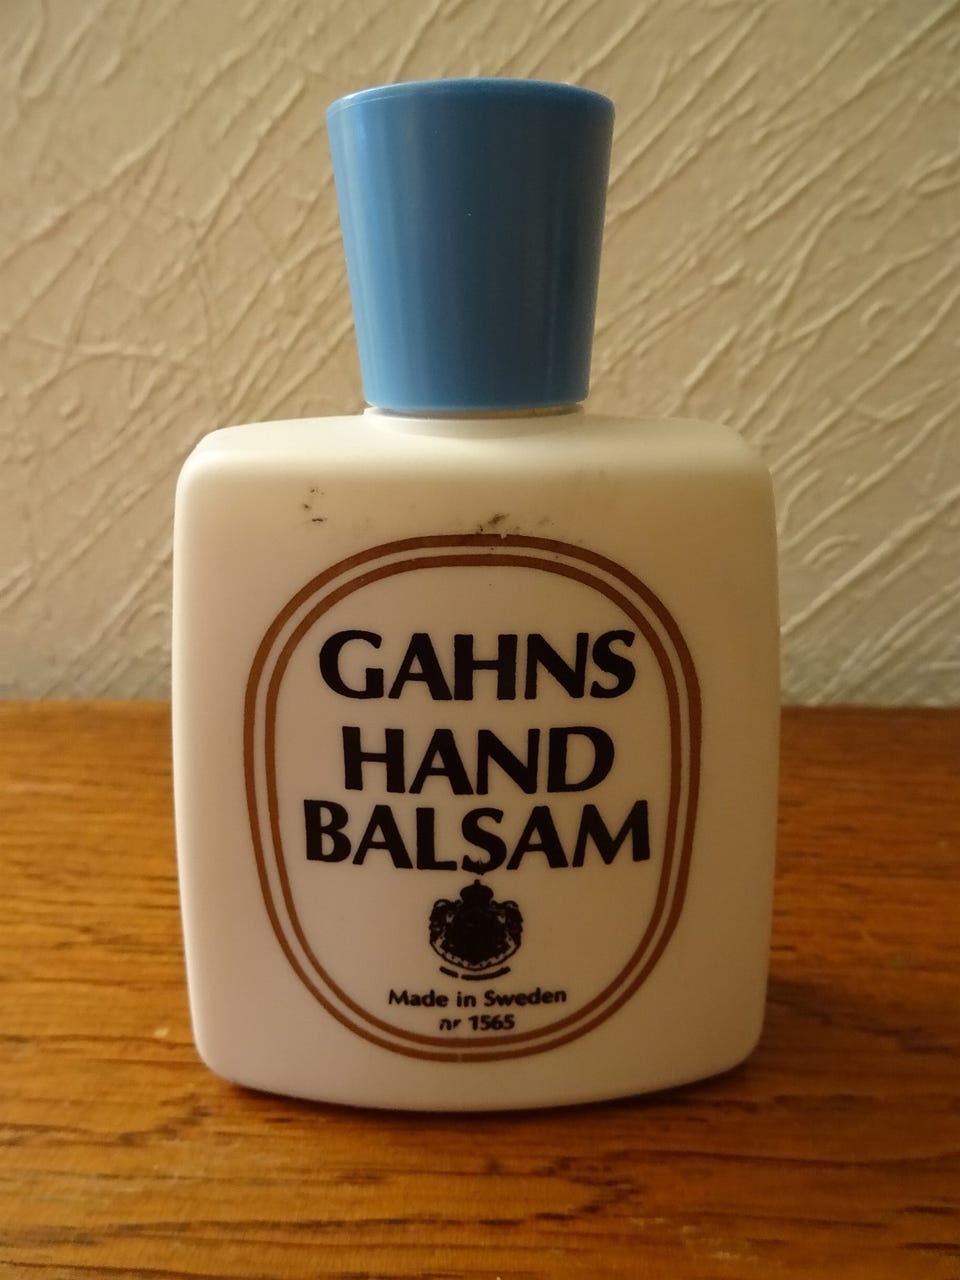 GAHNS
HAND
BALSAM
Made in Sweden
nr 1565